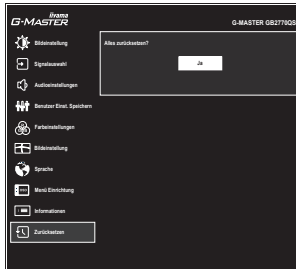 iiyama
G-MASTER
G-MASTER GB2770QS
Bildeinstellung
Alles zurücksetzen?
Signalauswahl
Ja
Audioeinstellungen
Benutzer Einst. Speichern
Farbeinstellungen
Bildeinstellung
Sprache
Menü Einrichtung
Informationen
Zurücksetzen